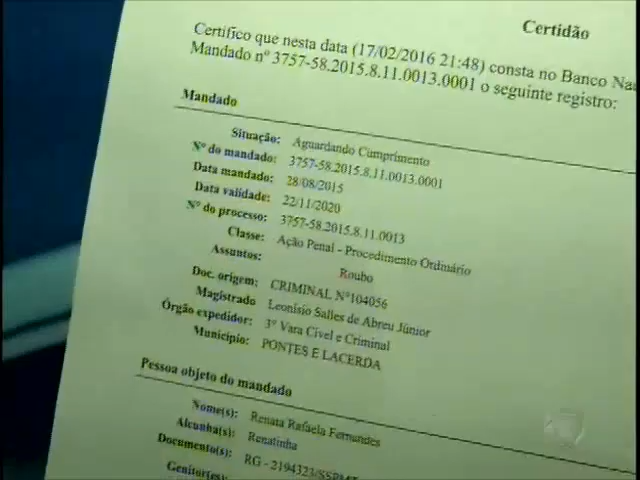 Certidão
Certifico que nesta data (17/02/2016 21:48) consta no Banco
Mandado nº 3757-58.2015.8.11.0013.0001 o seguinte registro:
Mandado
Situação: Aguardando Cumprimento
Nº do mandado: 3757-58.2015.8.11.0013.0001
Data mandado: 28/08/2015
Data validade: 22/11/2020
Nº do processo: 3757-58.2015.8.11.0013
Classe: Ação Penal - Procedimento Ordinário
Assuntos: Roubo
Doc. origem: CRIMINAL Nº104056
Magistrado Leonísio Salles de Abreu Júnior
Órgão expedidor: 3ª Vara Cível e Criminal
Município: PONTES E LACERDA
Pessoa objeto do mandado
Nome(s): Renata Rafaela Fernandes
Alcunha(s): Renatinha
Documento(s): RG - 2194323/SSPMT